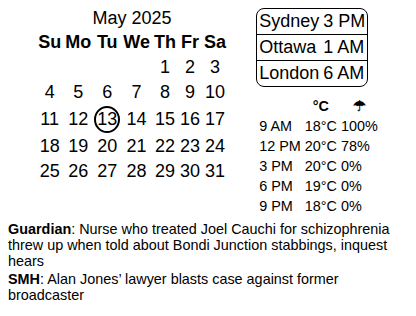 May 2025
Su Mo Tu We Th Fr Sa
1 2 3
4 5 6 7 8 9 10
11 12 13 14 15 16 17
18 19 20 21 22 23 24
25 26 27 28 29 30 31
Sydney 3 PM
Ottawa 1 AM
London 6 AM
°C ☂
9 AM 18°C 100%
12 PM 20°C 78%
3 PM 20°C 0%
6 PM 19°C 0%
9 PM 18°C 0%
Guardian: Nurse who treated Joel Cauchi for schizophrenia
threw up when told about Bondi Junction stabbings, inquest
hears
SMH: Alan Jones’ lawyer blasts case against former
broadcaster